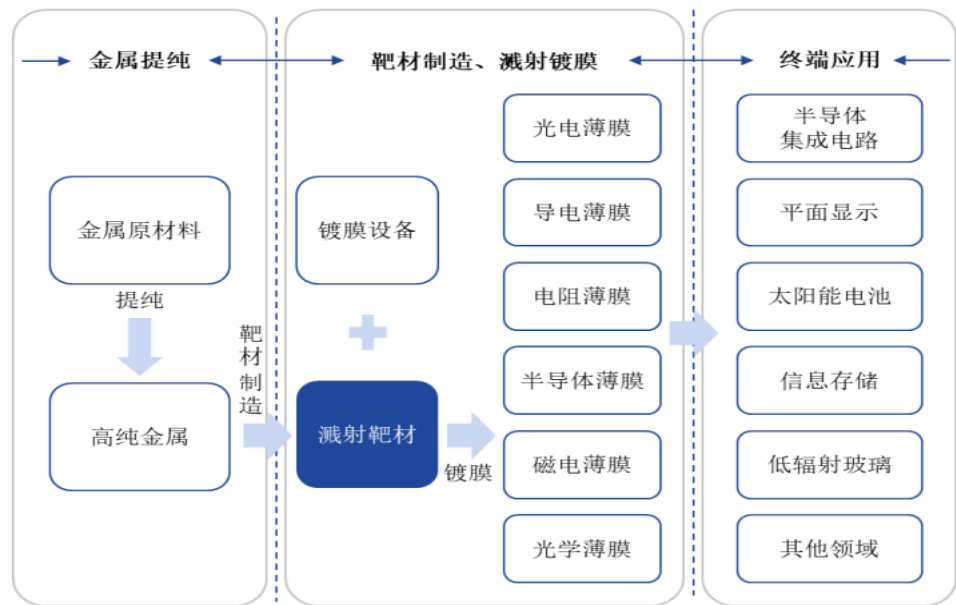 金属提纯
靶材制造、溅射镀膜
终端应用
金属原材料
提纯
高纯金属
靶材制造
镀膜设备
溅射靶材
镀膜
光电薄膜
导电薄膜
电阻薄膜
半导体薄膜
磁电薄膜
光学薄膜
半导体
集成电路
平面显示
太阳能电池
信息存储
低辐射玻璃
其他领域